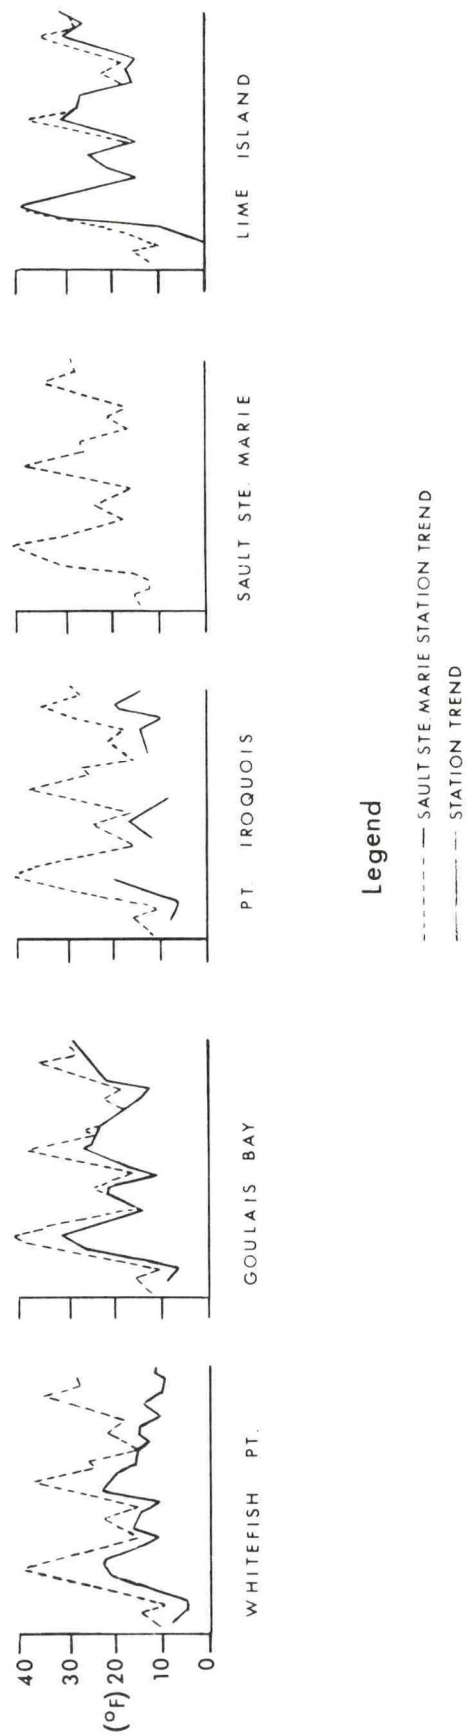 40
30
(°F) 20
10
0
WHITEFISH PT.
GOULAIS BAY
PT. IROQUOIS
SAULT STE. MARIE
LIME ISLAND
Legend
SAULT STE. MARIE STATION TREND
STATION TREND